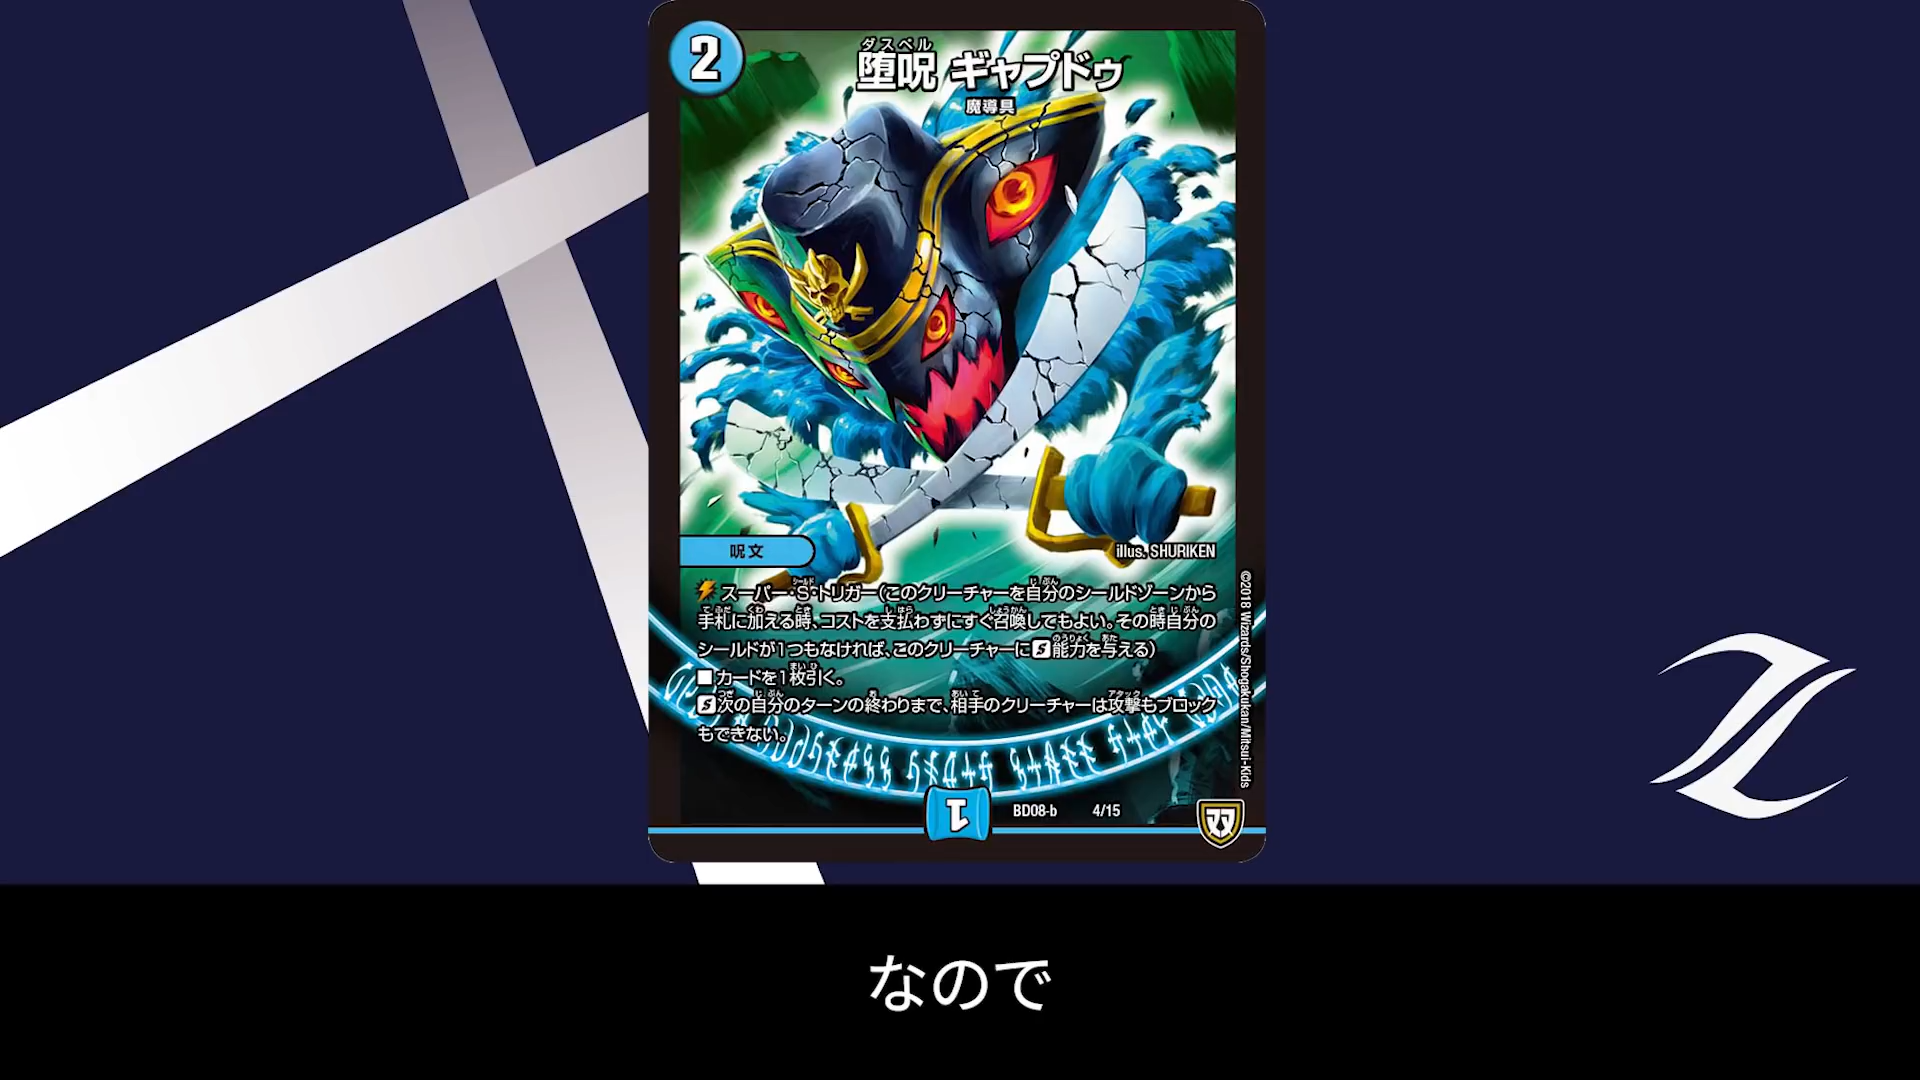 2
ダスペル
堕呪 ギャプドゥ
魔導具
呪文
illus. SHURIKEN
スーパー・S・トリガー(このクリーチャーを自分のシールドゾーンから
手札に加える時、コストを支払わずにすぐ召喚してもよい。その時自分の
シールドが1つもなければ、このクリーチャーにS能力を与える)
■カードを1枚引く。
S次の自分のターンの終わりまで、相手のクリーチャーは攻撃もブロック
もできない。
©2018 Wizards/Shogakukan/Mitsui-Kids
1
BD08-b 4/15
双
なので